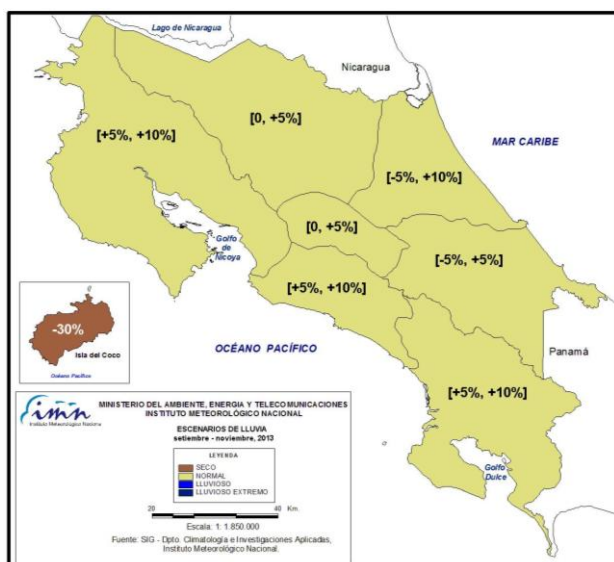 Lago de Nicaragua
Nicaragua
[0, +5%]
[+5%, +10%]
MAR CARIBE
[-5%, +10%]
[0, +5%]
Golfo
de
Nicoya
[-5%, +5%]
[+5%, +10%]
-30%
Isla del Coco
Océano Pacífico
OCÉANO PACÍFICO
Panamá
[+5%, +10%]
Golfo
Dulce
imn
Instituto Meteorológico Nacional
MINISTERIO DEL AMBIENTE, ENERGIA Y TELECOMUNICACIONES
INSTITUTO METEOROLÓGICO NACIONAL
ESCENARIOS DE LLUVIA
setiembre - noviembre, 2013
LEYENDA
SECO
NORMAL
LLUVIOSO
LLUVIOSO EXTREMO
20 0 40 Km.
Escala: 1: 1.850.000
Fuente: SIG - Dpto. Climatología e Investigaciones Aplicadas,
Instituto Meteorológico Nacional.